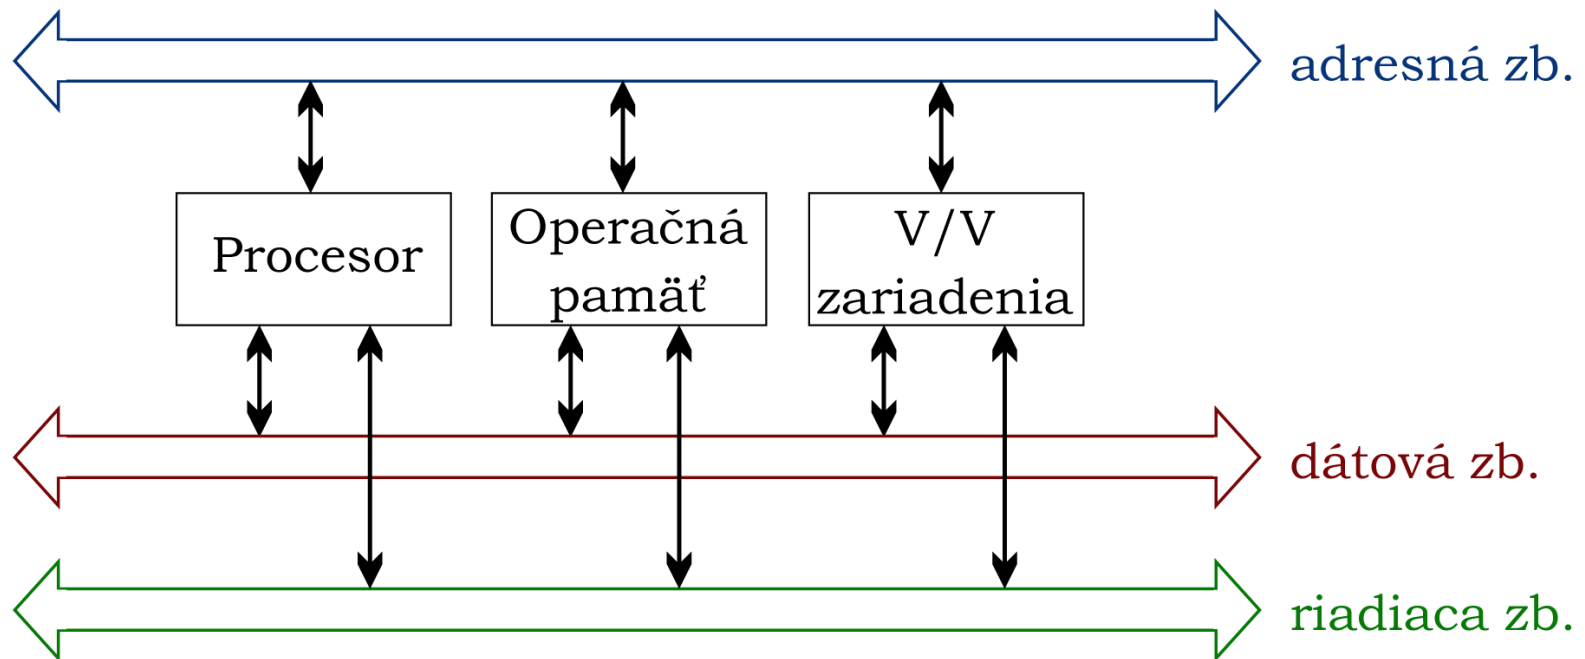 adresná zb.
Procesor
Operačná
pamäť
V/V
zariadenia
dátová zb.
riadiaca zb.